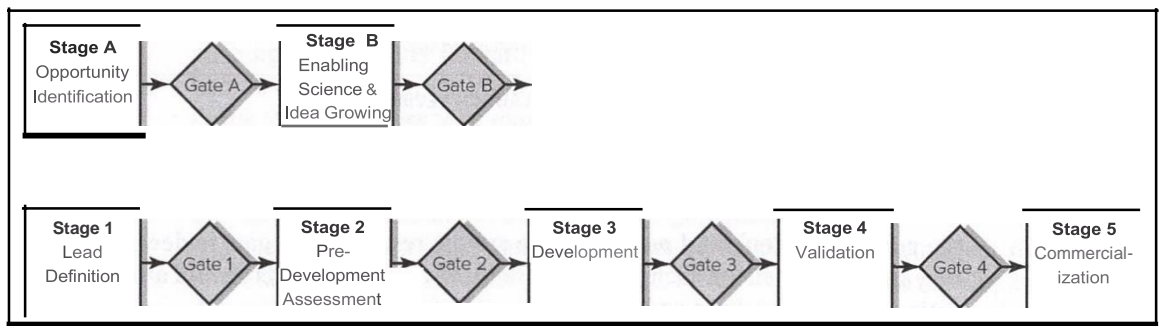 Stage A
Opportunity
Identification
Gate A
Stage B
Enabling
Science &
Idea Growing
Gate B
Stage 1
Lead
Definition
Gate 1
Stage 2
Pre-
Development
Assessment
Gate 2
Stage 3
Development
Gate 3
Stage 4
Validation
Gate 4
Stage 5
Commercial-
ization